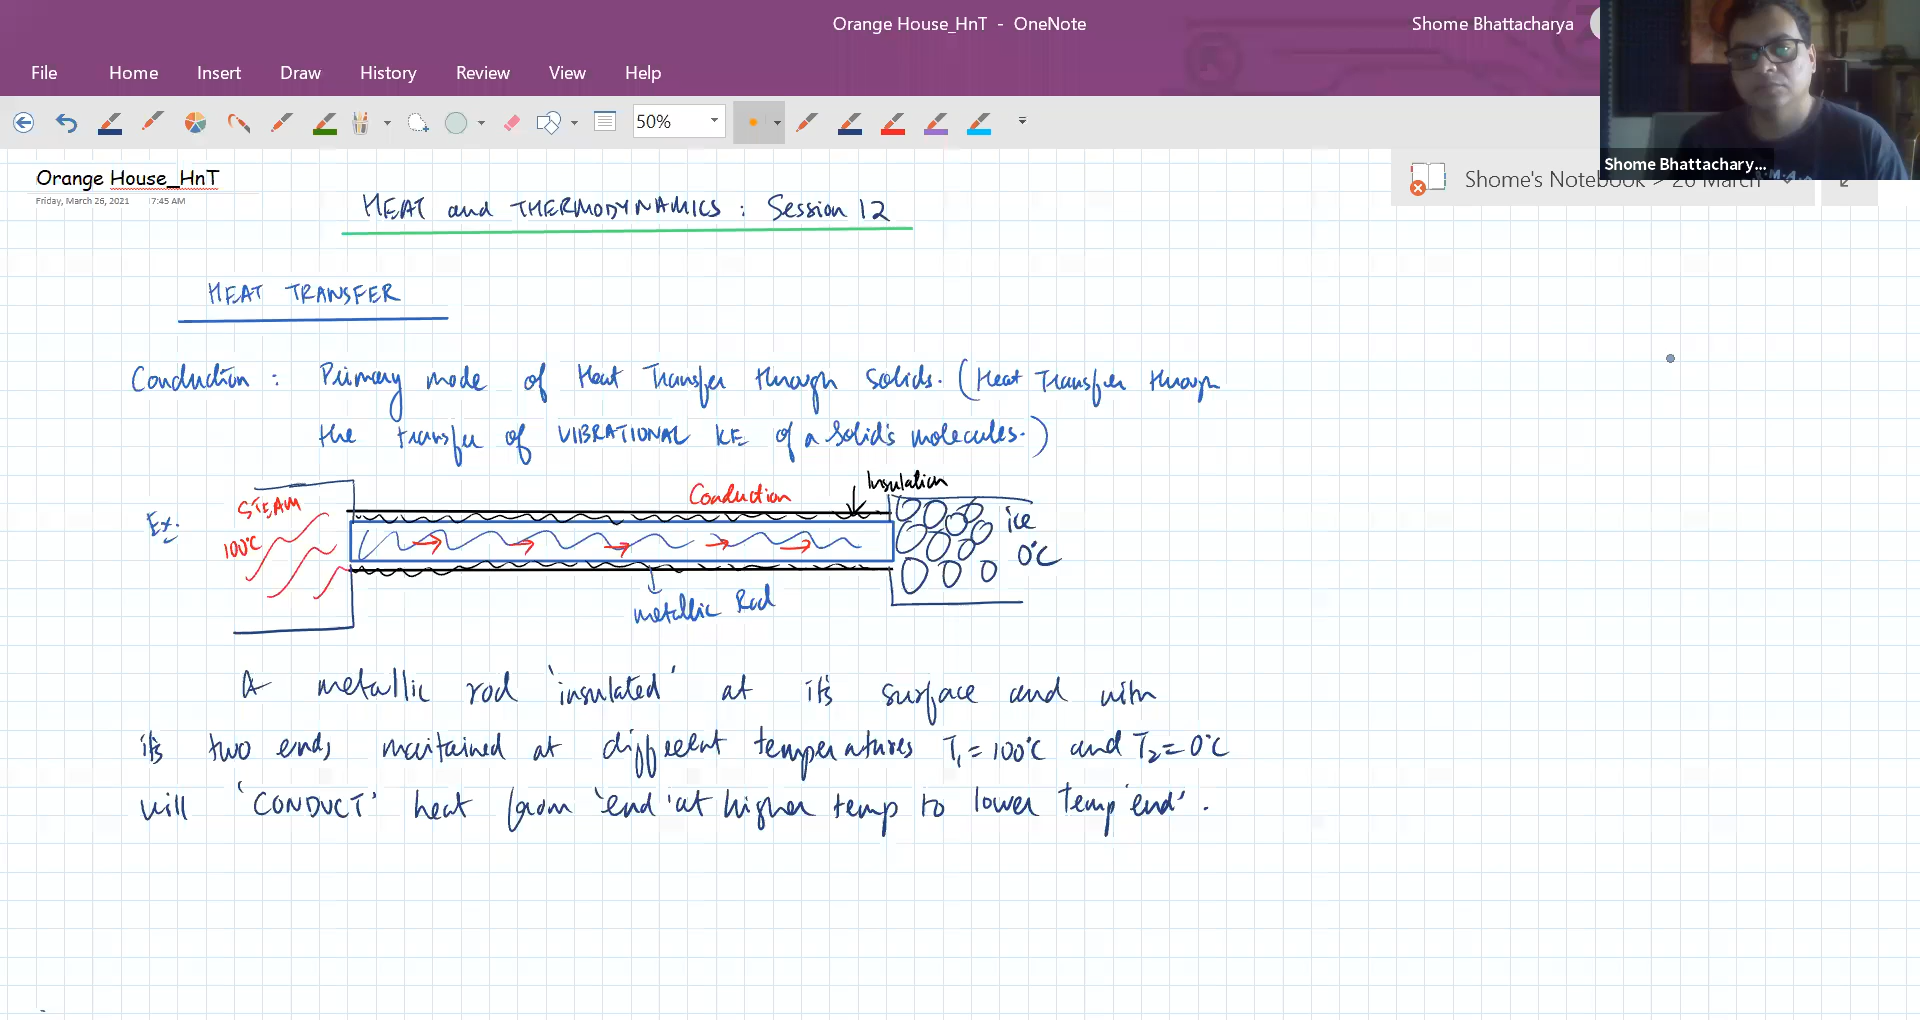 Orange House_HnT - OneNote
Shome Bhattacharya
File Home Insert Draw History Review View Help
50%
Shome Bhattachary...
Shome's Notebook > 26 March
Orange House_HnT
Friday, March 26, 2021 7:45 AM
HEAT and THERMODYNAMICS : Session 12
HEAT TRANSFER
Conduction : Primary mode of Heat Transfer through solids. (Heat Transfer through
the transfer of VIBRATIONAL KE of a solid's molecules.)
Insulation
Conduction
STEAM
Ex:
100°C
ice
0°C
metallic Rod
A metallic rod 'insulated' at it's surface and with
it's two ends maintained at different temperatures T₁ = 100°C and T₂ = 0°C
will 'CONDUCT' heat from 'end' at higher temp to lower temp 'end'.